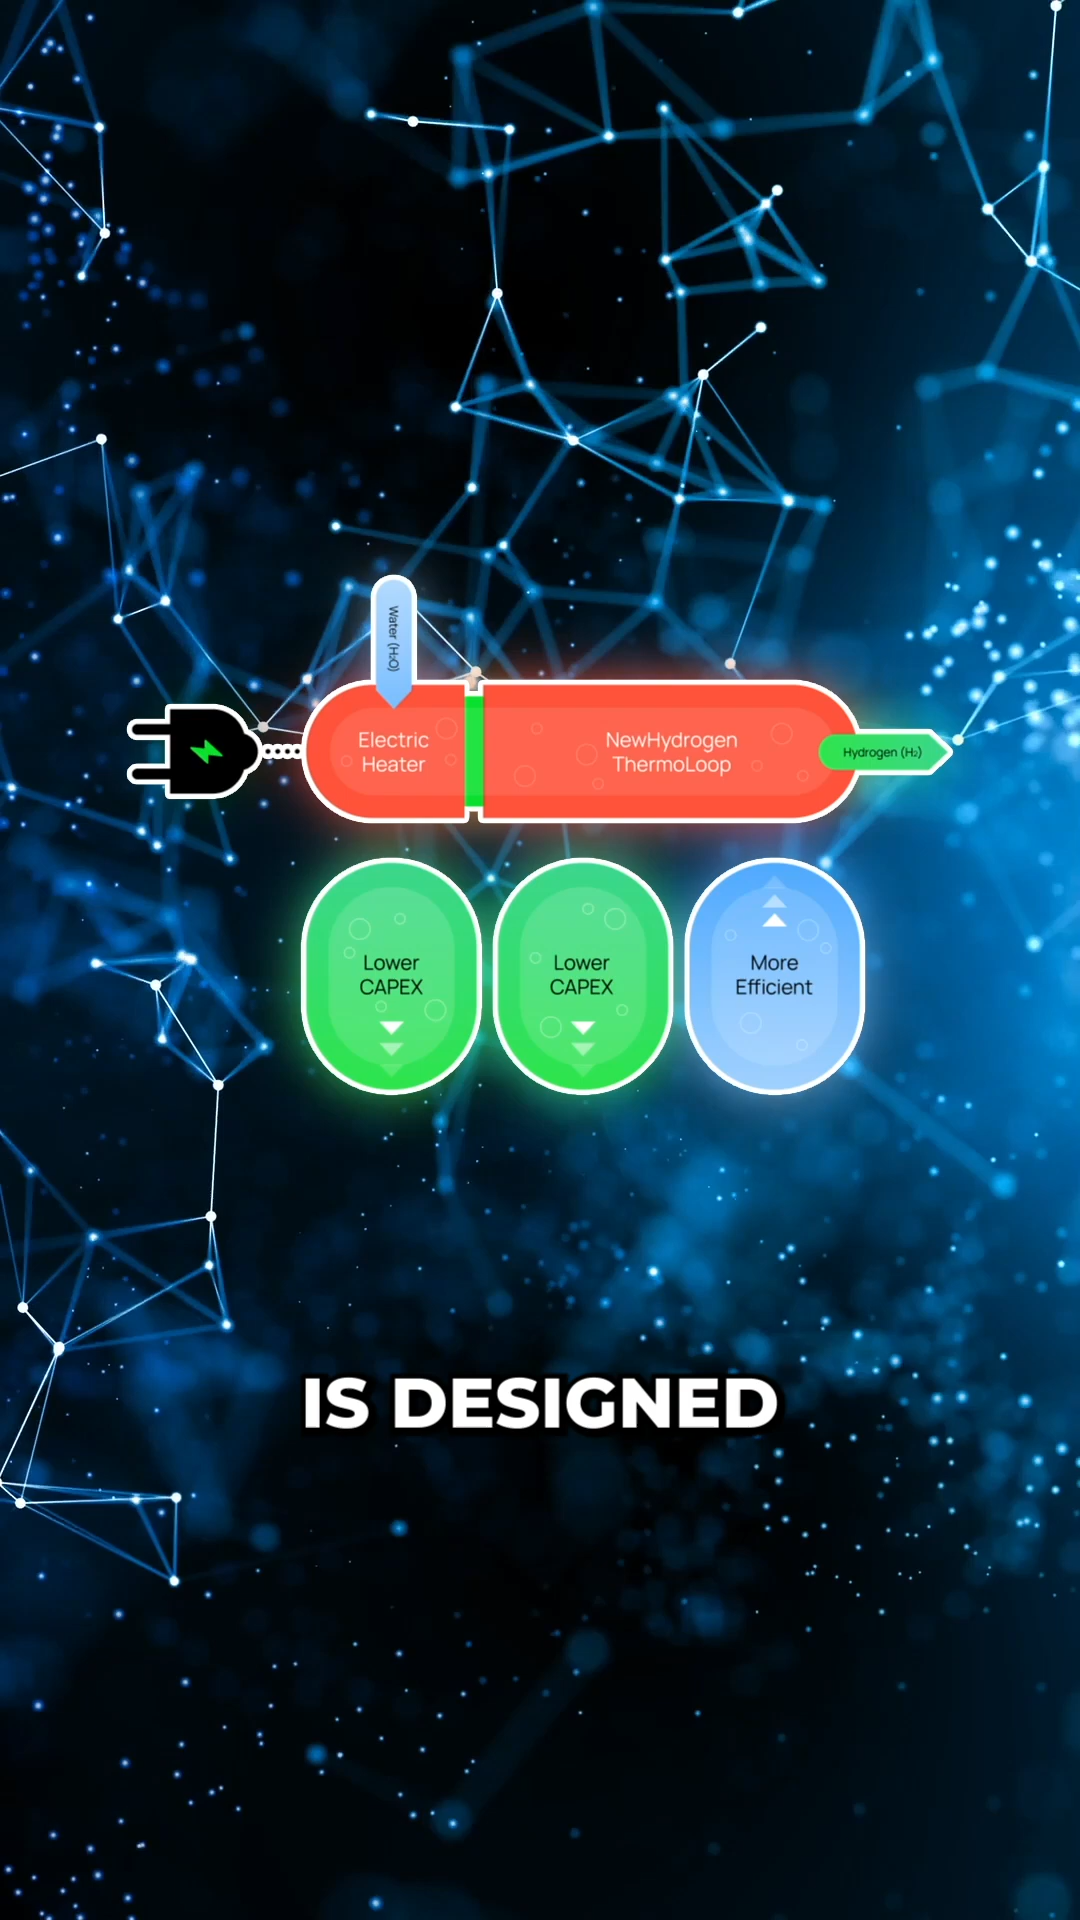 Water (H₂O)
Electric
Heater
NewHydrogen
ThermoLoop
Hydrogen (H₂)
Lower
CAPEX
Lower
CAPEX
More
Efficient
IS DESIGNED